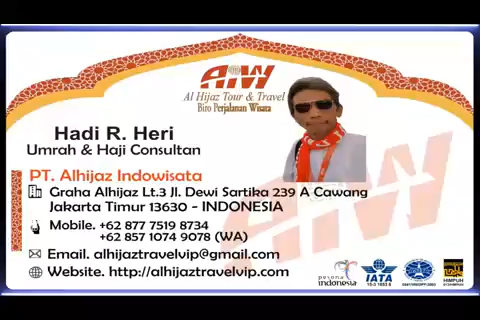 AIW
Al Hijaz Tour & Travel
Biro Perjalanan Wisata
Hadi R. Heri
Umrah & Haji Consultan
PT. Alhijaz Indowisata
Graha Alhijaz Lt.3 Jl. Dewi Sartika 239 A Cawang
Jakarta Timur 13630 - INDONESIA
Mobile. +62 877 7519 8734
+62 857 1074 9078 (WA)
Email. alhijaztravelvip@gmail.com
Website. http://alhijaztravelvip.com
pesona indonesia
IATA
HIMPUH